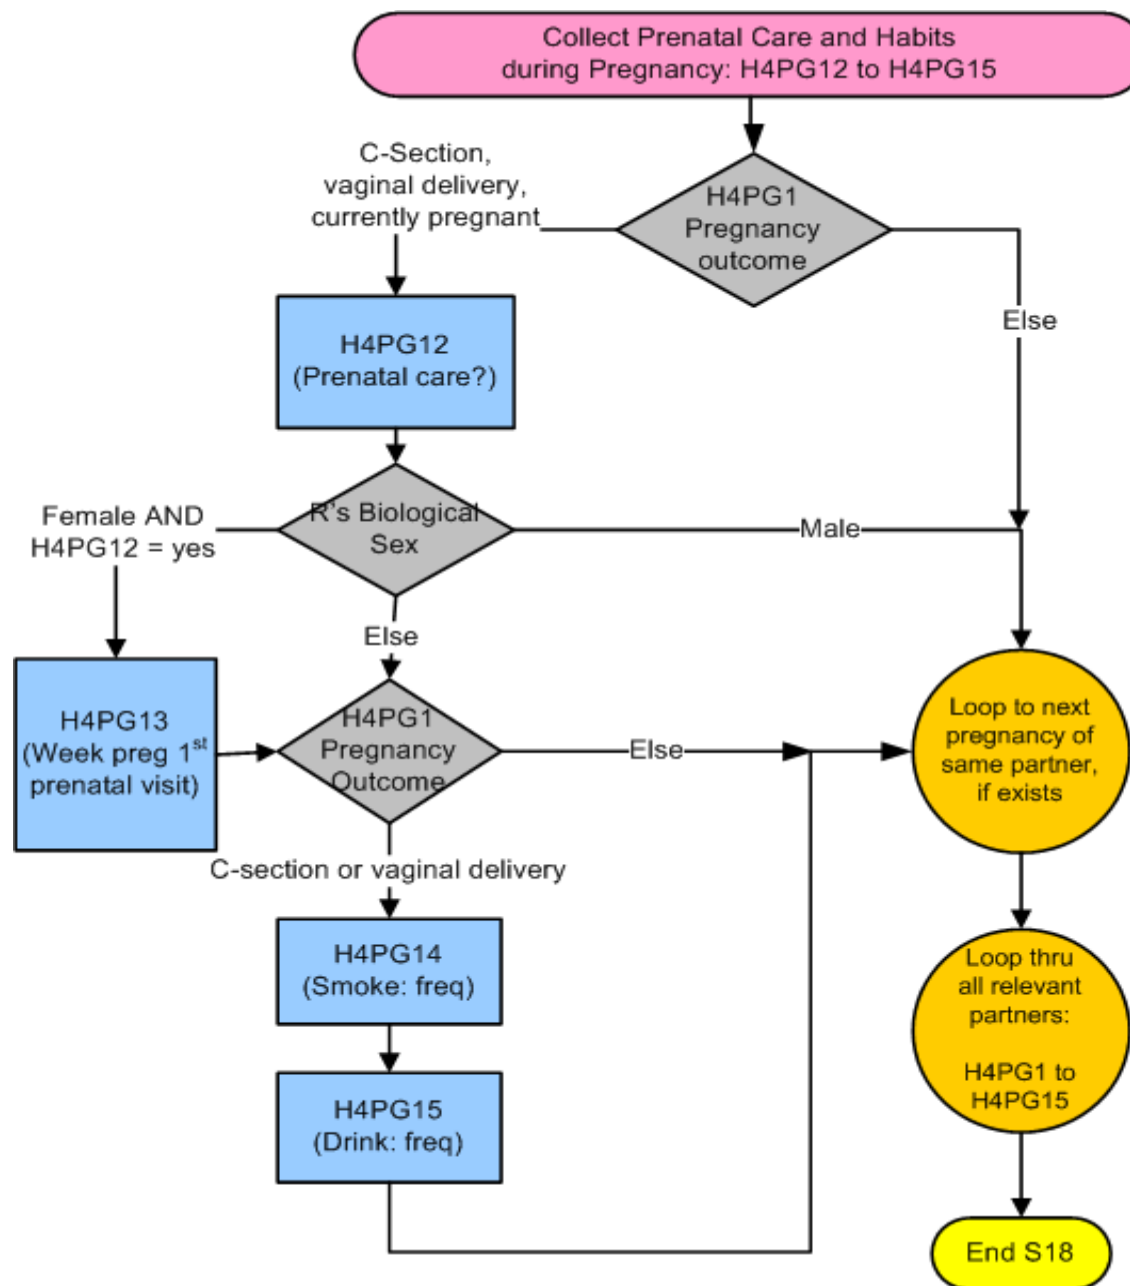 Collect Prenatal Care and Habits
during Pregnancy: H4PG12 to H4PG15
C-Section,
vaginal delivery,
currently pregnant
H4PG1
Pregnancy
outcome
Else
H4PG12
(Prenatal care?)
Female AND
H4PG12 = yes
R's Biological
Sex
Male
Else
H4PG13
(Week preg 1st
prenatal visit)
H4PG1
Pregnancy
Outcome
Else
Loop to next
pregnancy of
same partner,
if exists
C-section or vaginal delivery
H4PG14
(Smoke: freq)
Loop thru
all relevant
partners:
H4PG1 to
H4PG15
H4PG15
(Drink: freq)
End S18